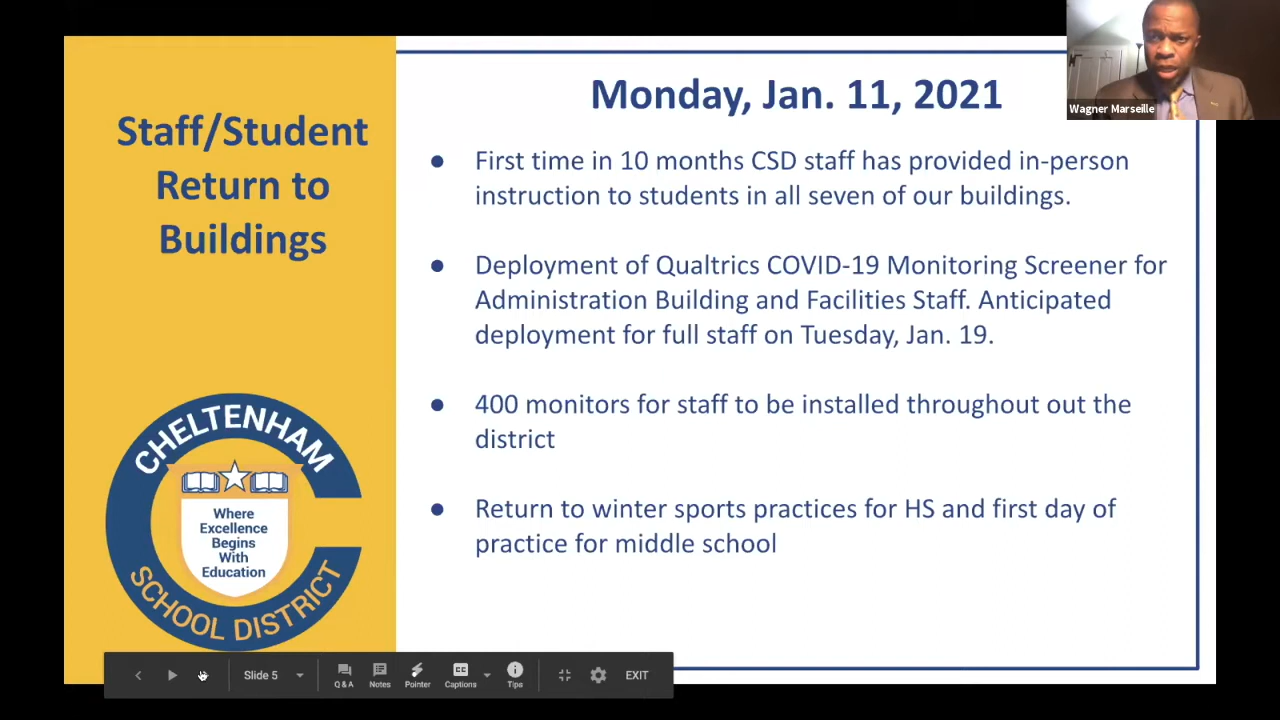 Staff/Student
Return to
Buildings
CHELTENHAM
Where
Excellence
Begins
With
Education
SCHOOL DISTRICT
Monday, Jan. 11, 2021
● First time in 10 months CSD staff has provided in-person
instruction to students in all seven of our buildings.
● Deployment of Qualtrics COVID-19 Monitoring Screener for
Administration Building and Facilities Staff. Anticipated
deployment for full staff on Tuesday, Jan. 19.
● 400 monitors for staff to be installed throughout out the
district
● Return to winter sports practices for HS and first day of
practice for middle school
Wagner Marseille
Slide 5
Q&A
Notes
Pointer
CC
Captions
Tips
EXIT